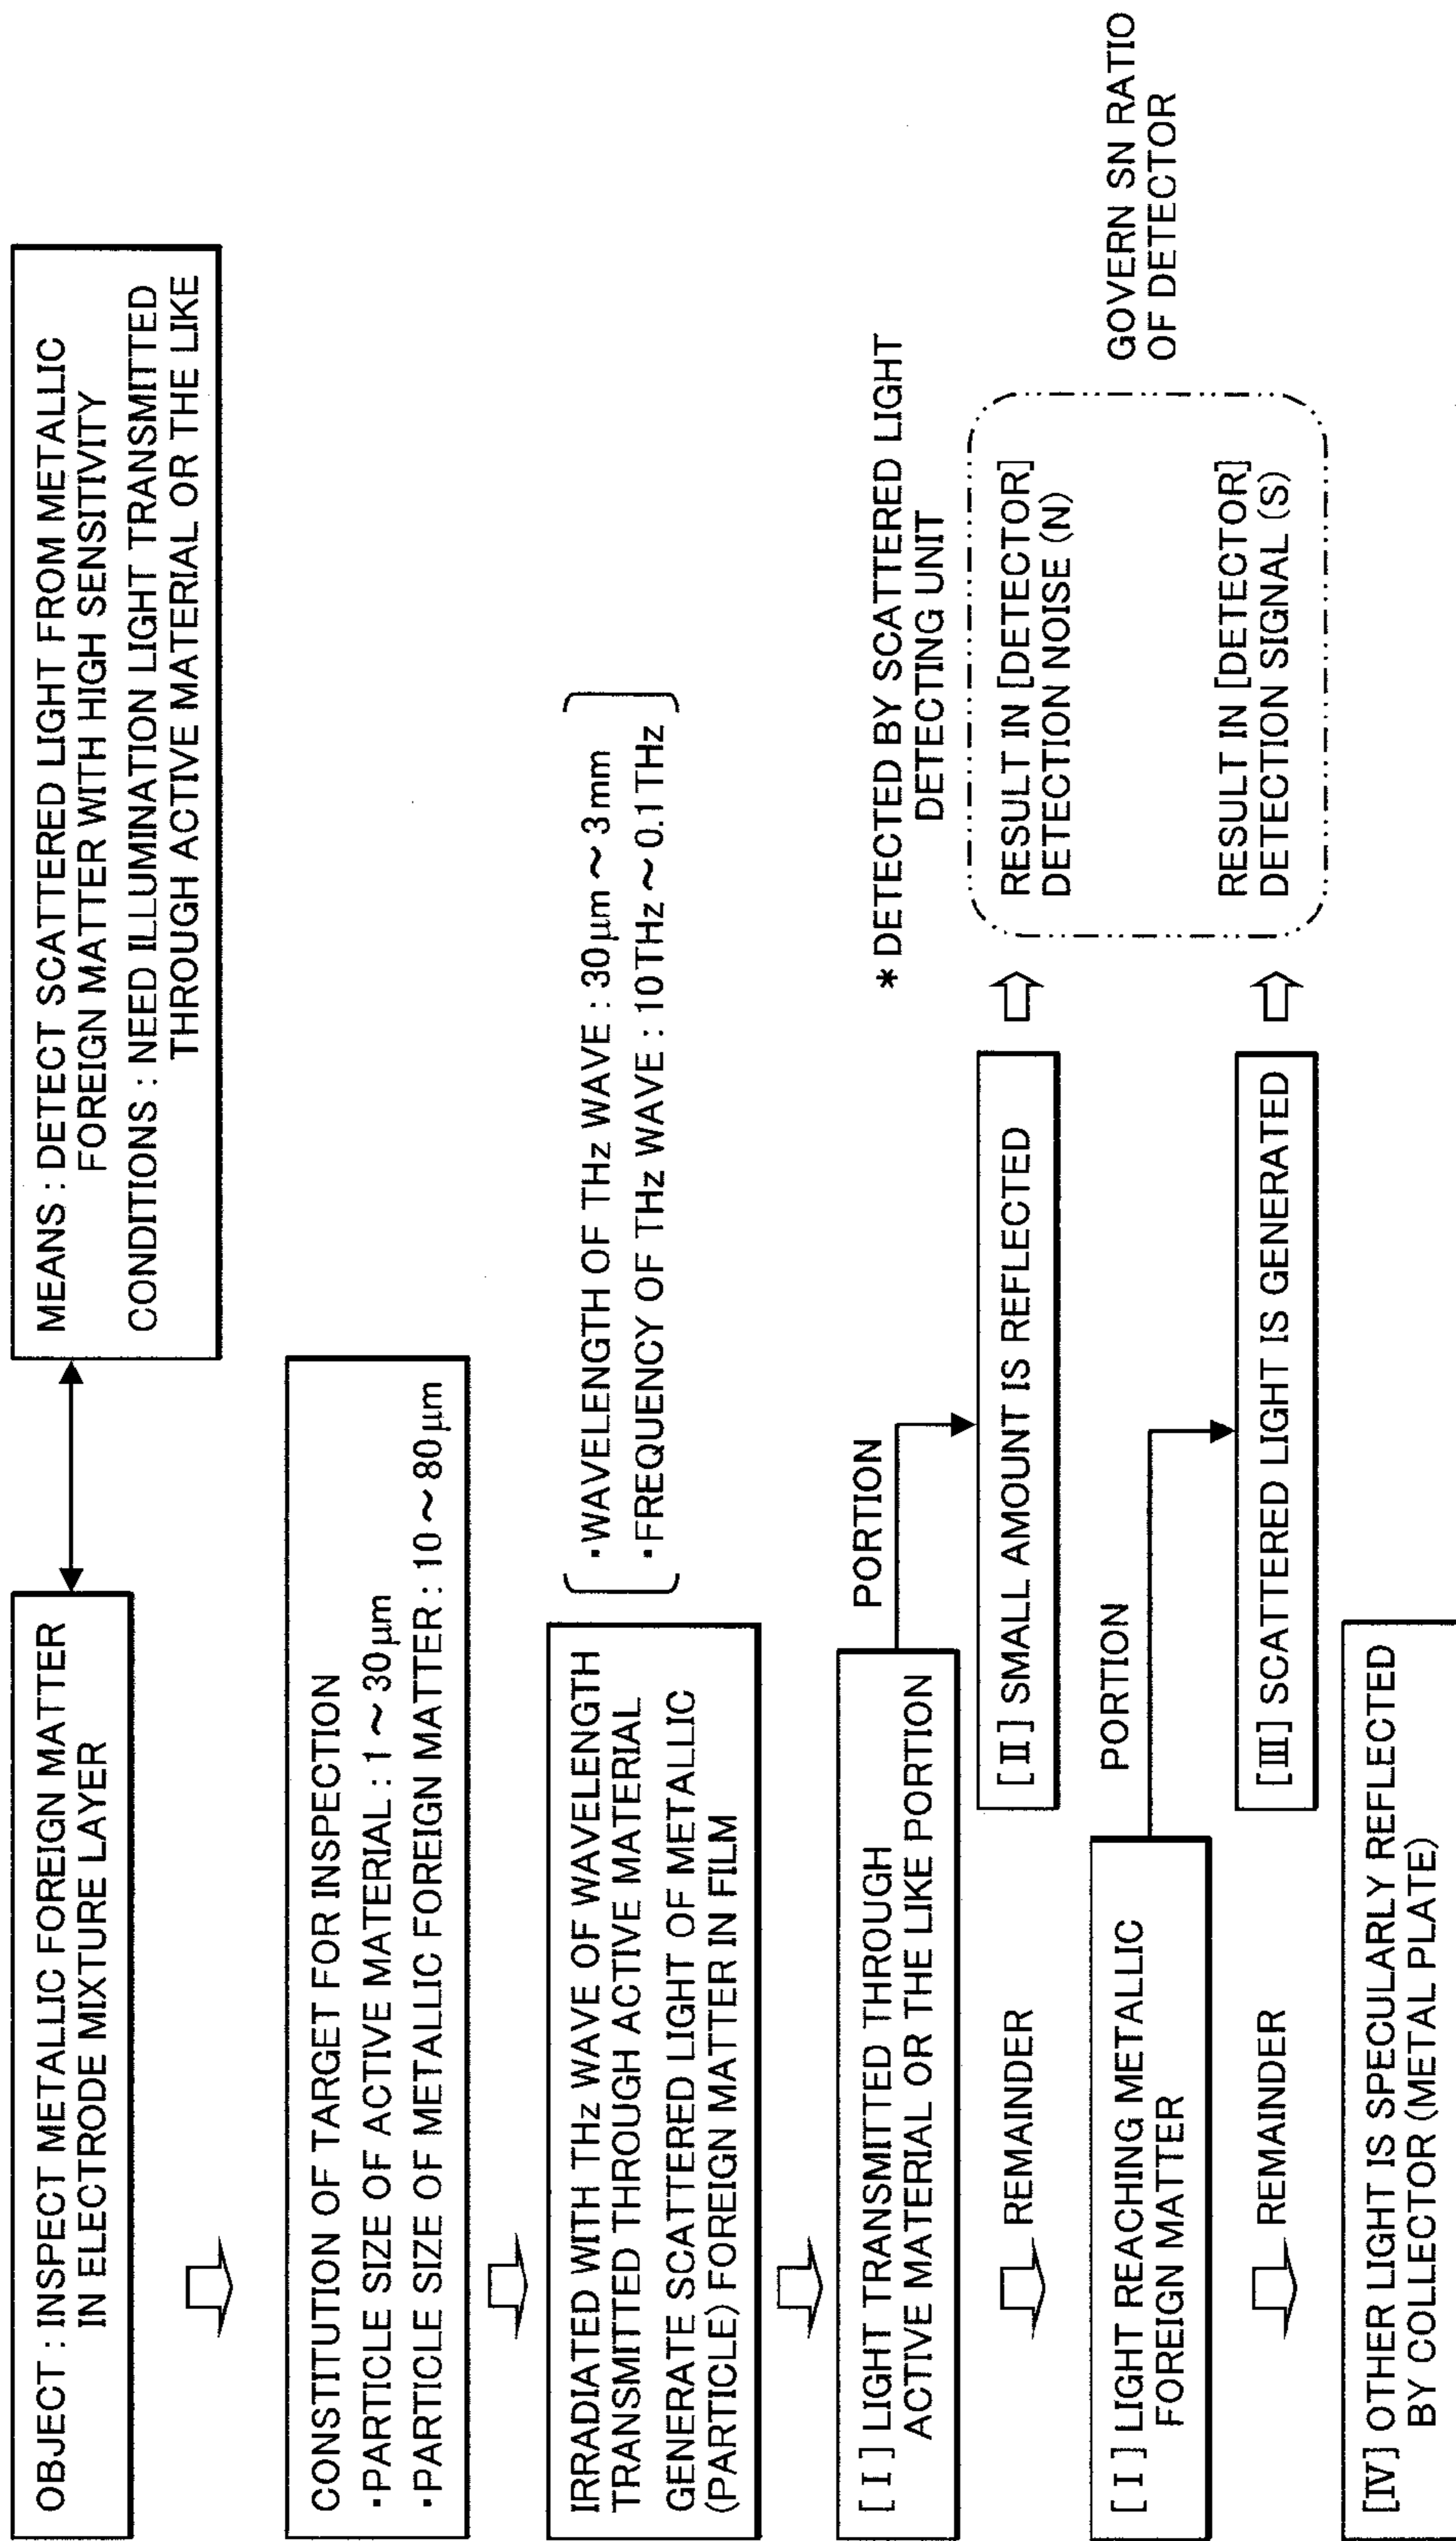 OBJECT : INSPECT METALLIC FOREIGN MATTER
IN ELECTRODE MIXTURE LAYER
MEANS : DETECT SCATTERED LIGHT FROM METALLIC
FOREIGN MATTER WITH HIGH SENSITIVITY
CONDITIONS : NEED ILLUMINATION LIGHT TRANSMITTED
THROUGH ACTIVE MATERIAL OR THE LIKE
CONSTITUTION OF TARGET FOR INSPECTION
・PARTICLE SIZE OF ACTIVE MATERIAL : 1 ~ 30μm
・PARTICLE SIZE OF METALLIC FOREIGN MATTER : 10 ~ 80μm
IRRADIATED WITH THz WAVE OF WAVELENGTH
TRANSMITTED THROUGH ACTIVE MATERIAL
GENERATE SCATTERED LIGHT OF METALLIC
(PARTICLE) FOREIGN MATTER IN FILM
・WAVELENGTH OF THz WAVE : 30μm ~ 3mm
・FREQUENCY OF THz WAVE : 10THz ~ 0.1THz
[ I ] LIGHT TRANSMITTED THROUGH
ACTIVE MATERIAL OR THE LIKE PORTION
PORTION
* DETECTED BY SCATTERED LIGHT
DETECTING UNIT
[ II ] SMALL AMOUNT IS REFLECTED
RESULT IN [DETECTOR]
DETECTION NOISE (N)
REMAINDER
GOVERN SN RATIO
OF DETECTOR
[ I ] LIGHT REACHING METALLIC
FOREIGN MATTER
PORTION
[ III ] SCATTERED LIGHT IS GENERATED
RESULT IN [DETECTOR]
DETECTION SIGNAL (S)
REMAINDER
[IV] OTHER LIGHT IS SPECULARLY REFLECTED
BY COLLECTOR (METAL PLATE)